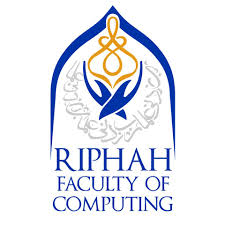 RIPHAH
FACULTY OF
COMPUTING